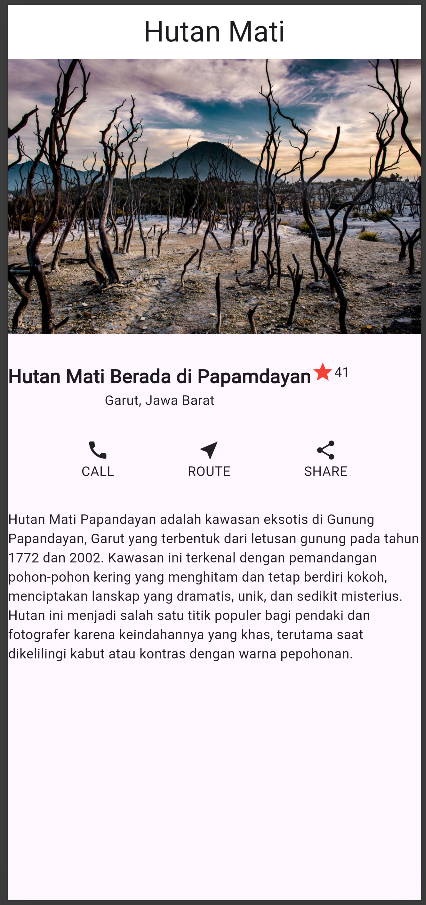 Hutan Mati
Hutan Mati Berada di Papamdayan 41
Garut, Jawa Barat
CALL ROUTE SHARE
Hutan Mati Papandayan adalah kawasan eksotis di Gunung
Papandayan, Garut yang terbentuk dari letusan gunung pada tahun
1772 dan 2002. Kawasan ini terkenal dengan pemandangan
pohon-pohon kering yang menghitam dan tetap berdiri kokoh,
menciptakan lanskap yang dramatis, unik, dan sedikit misterius.
Hutan ini menjadi salah satu titik populer bagi pendaki dan
fotografer karena keindahannya yang khas, terutama saat
dikelilingi kabut atau kontras dengan warna pepohonan.